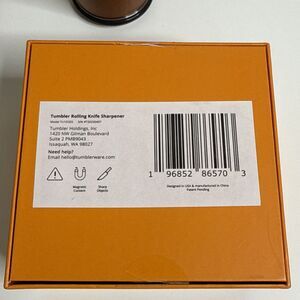 Tumbler Rolling Knife Sharpener
Tumbler Holdings, Inc
1420 NW Gilman Boulevard
Suite 2 PMB9043
Issaquah, WA 98027
Need help?
Email hello@tumblerware.com
Magnetic
Content
Sharp
Objects
1 96852 86570 3
Designed in USA & Manufactured in China
Patent Pending